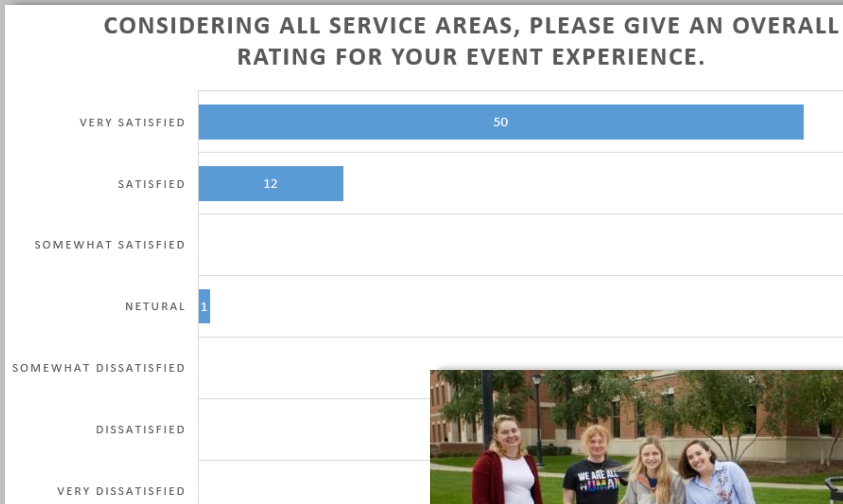 CONSIDERING ALL SERVICE AREAS, PLEASE GIVE AN OVERALL
RATING FOR YOUR EVENT EXPERIENCE.
VERY SATISFIED
50
SATISFIED
12
SOMEWHAT SATISFIED
NETURAL
1
SOMEWHAT DISSATISFIED
DISSATISFIED
VERY DISSATISFIED
WE ARE ALL
HUMAN